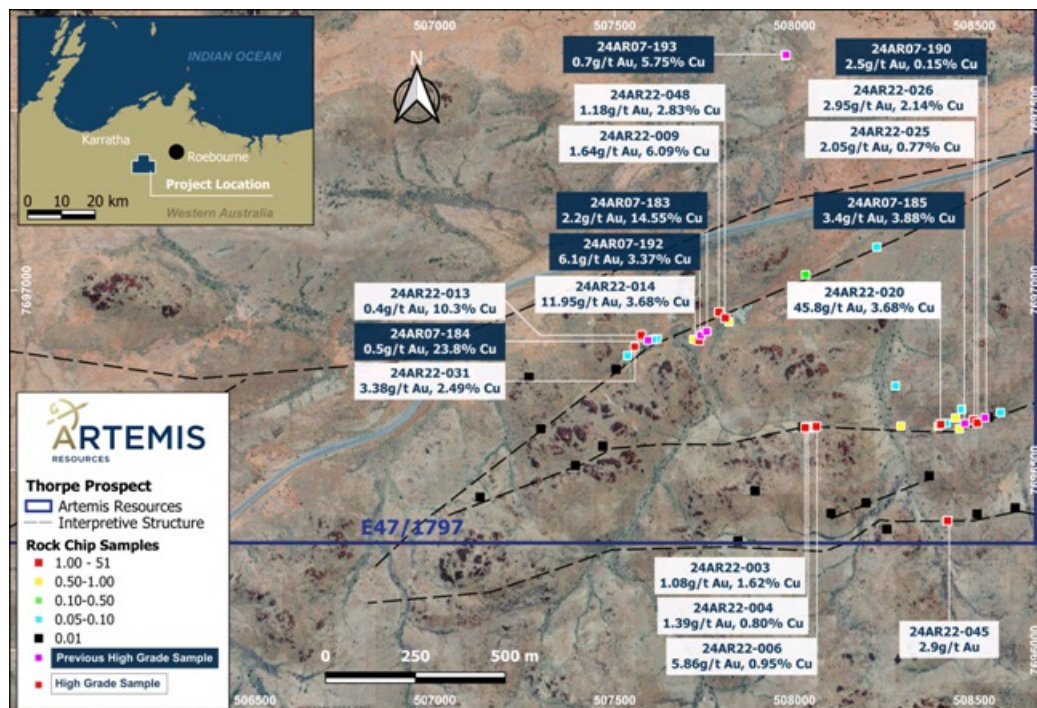 507000
507500
508000
508500
INDIAN OCEAN
Karratha
Roebourne
Project Location
Western Australia
0 10 20 km
N
24AR07-193
0.7g/t Au, 5.75% Cu
24AR22-048
1.18g/t Au, 2.83% Cu
24AR22-009
1.64g/t Au, 6.09% Cu
24AR07-190
2.5g/t Au, 0.15% Cu
24AR22-026
2.95g/t Au, 2.14% Cu
24AR22-025
2.05g/t Au, 0.77% Cu
7697500
24AR07-183
2.2g/t Au, 14.55% Cu
24AR07-192
6.1g/t Au, 3.37% Cu
24AR22-014
11.95g/t Au, 3.68% Cu
24AR07-185
3.4g/t Au, 3.88% Cu
24AR22-020
45.8g/t Au, 3.68% Cu
7697000
7697000
24AR22-013
0.4g/t Au, 10.3% Cu
24AR07-184
0.5g/t Au, 23.8% Cu
24AR22-031
3.38g/t Au, 2.49% Cu
7696500
E47/1797
ARTEMIS
RESOURCES
Thorpe Prospect
Artemis Resources
Interpretive Structure
Rock Chip Samples
1.00 - 51
0.50-1.00
0.10-0.50
0.05-0.10
0.01
Previous High Grade Sample
High Grade Sample
24AR22-003
1.08g/t Au, 1.62% Cu
24AR22-004
1.39g/t Au, 0.80% Cu
24AR22-006
5.86g/t Au, 0.95% Cu
24AR22-045
2.9g/t Au
7696000
0 250 500 m
506500
507000
507500
508000
508500